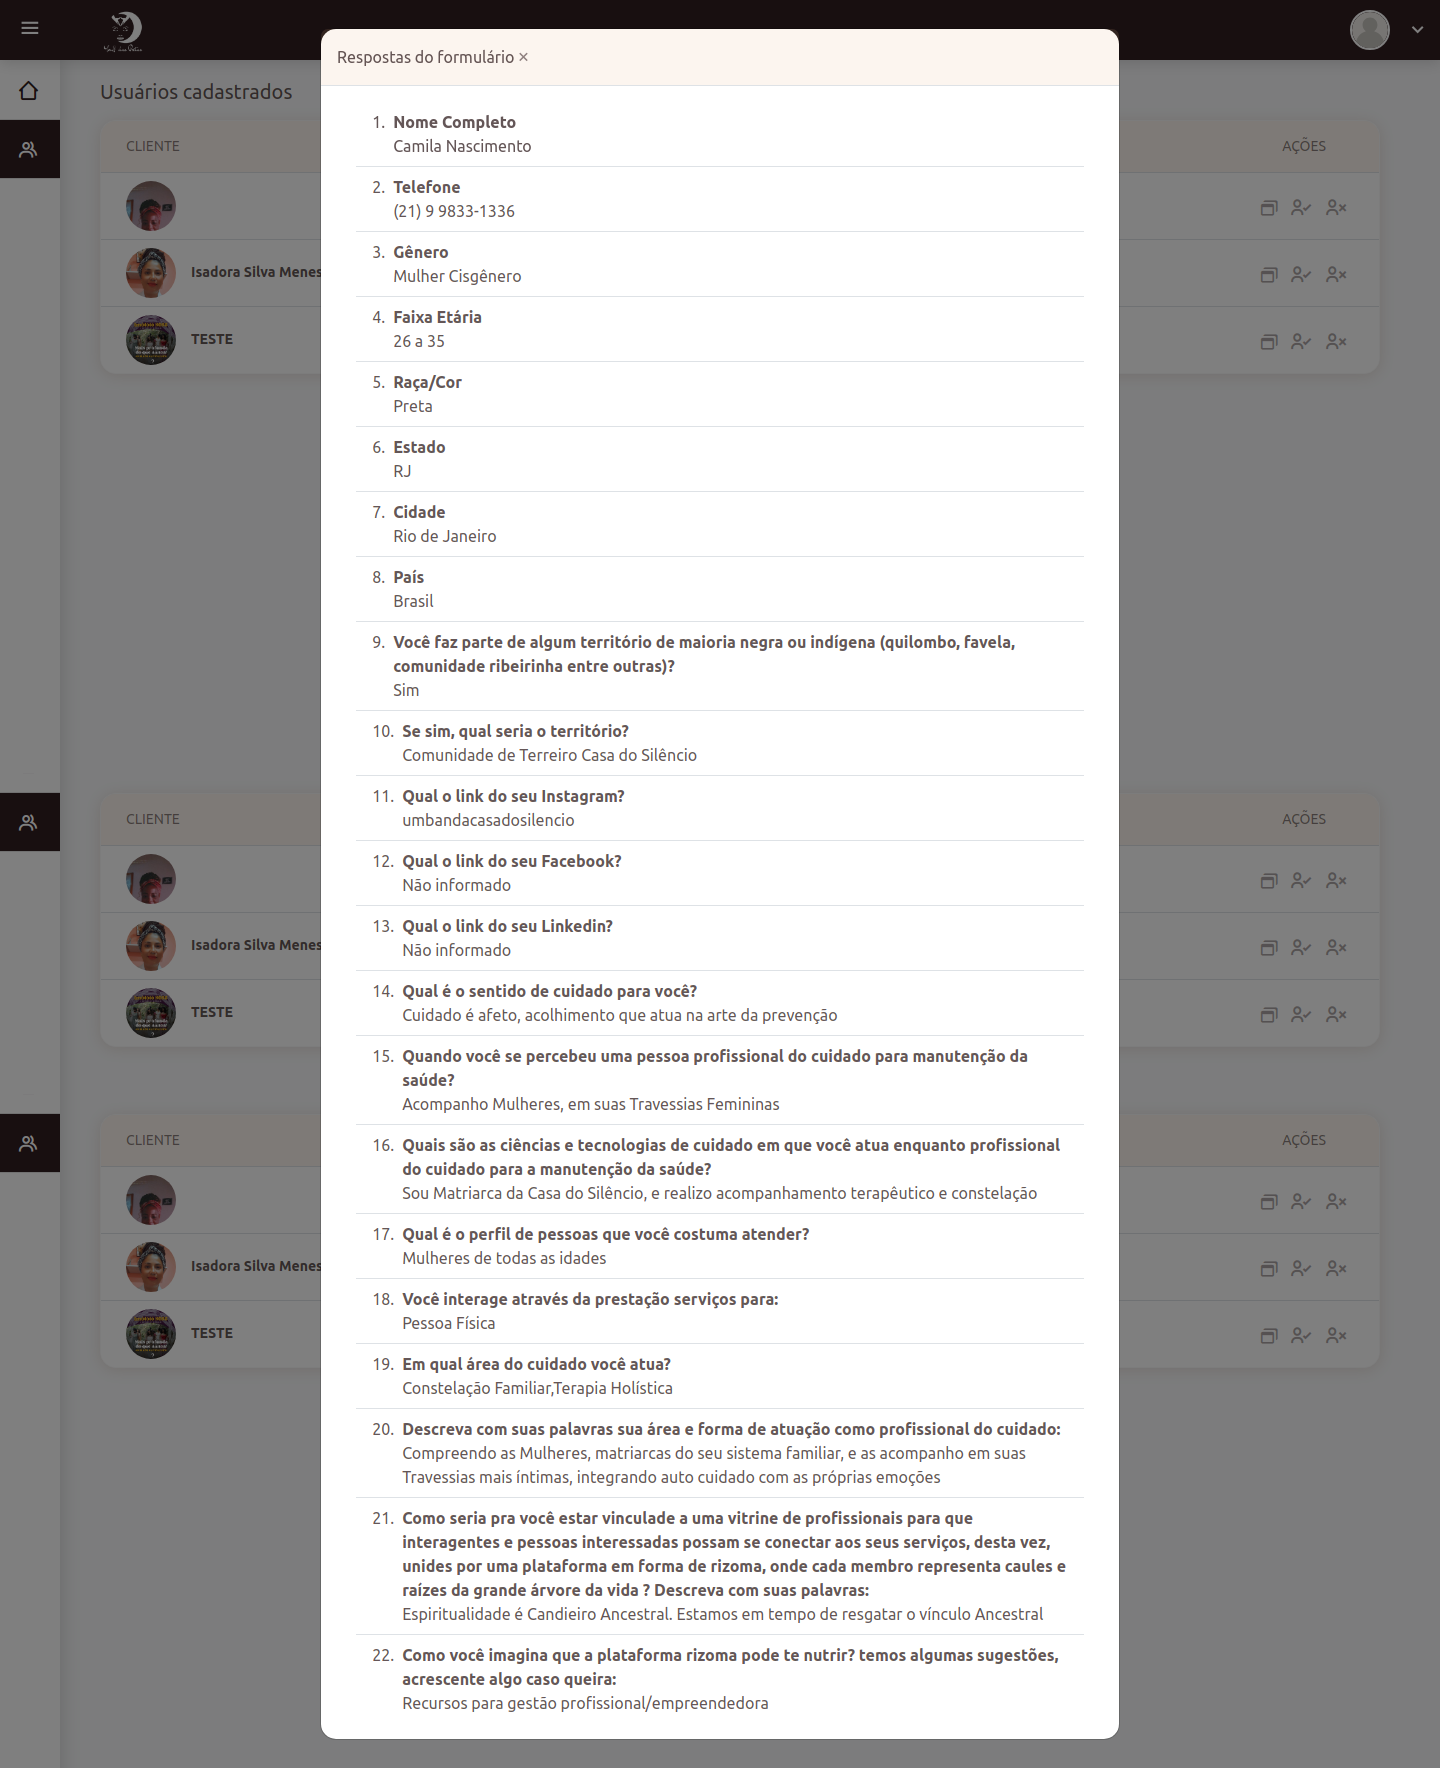 Respostas do formulário ×
Usuários cadastrados
CLIENTE
AÇÕES
Isadora Silva Menes
TESTE
1. Nome Completo
Camila Nascimento
2. Telefone
(21) 9 9833-1336
3. Gênero
Mulher Cisgênero
4. Faixa Etária
26 a 35
5. Raça/Cor
Preta
6. Estado
RJ
7. Cidade
Rio de Janeiro
8. País
Brasil
9. Você faz parte de algum território de maioria negra ou indígena (quilombo, favela,
comunidade ribeirinha entre outras)?
Sim
10. Se sim, qual seria o território?
Comunidade de Terreiro Casa do Silêncio
11. Qual o link do seu Instagram?
umbandacasadosilencio
12. Qual o link do seu Facebook?
Não informado
13. Qual o link do seu Linkedin?
Não informado
14. Qual é o sentido de cuidado para você?
Cuidado é afeto, acolhimento que atua na arte da prevenção
15. Quando você se percebeu uma pessoa profissional do cuidado para manutenção da
saúde?
Acompanho Mulheres, em suas Travessias Femininas
16. Quais são as ciências e tecnologias de cuidado em que você atua enquanto profissional
do cuidado para a manutenção da saúde?
Sou Matriarca da Casa do Silêncio, e realizo acompanhamento terapêutico e constelação
17. Qual é o perfil de pessoas que você costuma atender?
Mulheres de todas as idades
18. Você interage através da prestação serviços para:
Pessoa Física
19. Em qual área do cuidado você atua?
Constelação Familiar,Terapia Holística
20. Descreva com suas palavras sua área e forma de atuação como profissional do cuidado:
Compreendo as Mulheres, matriarcas do seu sistema familiar, e as acompanho em suas
Travessias mais íntimas, integrando auto cuidado com as próprias emoções
21. Como seria pra você estar vinculade a uma vitrine de profissionais para que
interagentes e pessoas interessadas possam se conectar aos seus serviços, desta vez,
unides por uma plataforma em forma de rizoma, onde cada membro representa caules e
raízes da grande árvore da vida ? Descreva com suas palavras:
Espiritualidade é Candieiro Ancestral. Estamos em tempo de resgatar o vínculo Ancestral
22. Como você imagina que a plataforma rizoma pode te nutrir? temos algumas sugestões,
acrescente algo caso queira:
Recursos para gestão profissional/empreendedora
CLIENTE
AÇÕES
Isadora Silva Menes
TESTE
CLIENTE
AÇÕES
Isadora Silva Menes
TESTE